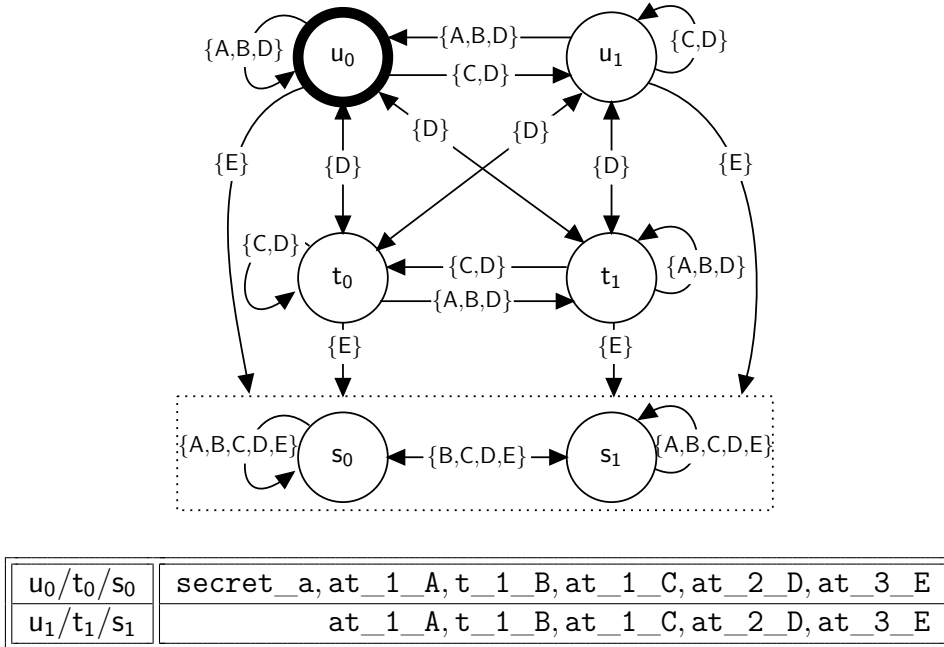 {A,B,D} u0 {A,B,D} u1 {C,D}
{C,D}
{D} {D}
{E} {D} {D} {E}
{C,D} t0 {C,D} t1 {A,B,D}
{A,B,D}
{E} {E}
{A,B,C,D,E} s0 {B,C,D,E} s1 {A,B,C,D,E}
u0/t0/s0 secret_a, at_1_A, t_1_B, at_1_C, at_2_D, at_3_E
u1/t1/s1 at_1_A, t_1_B, at_1_C, at_2_D, at_3_E